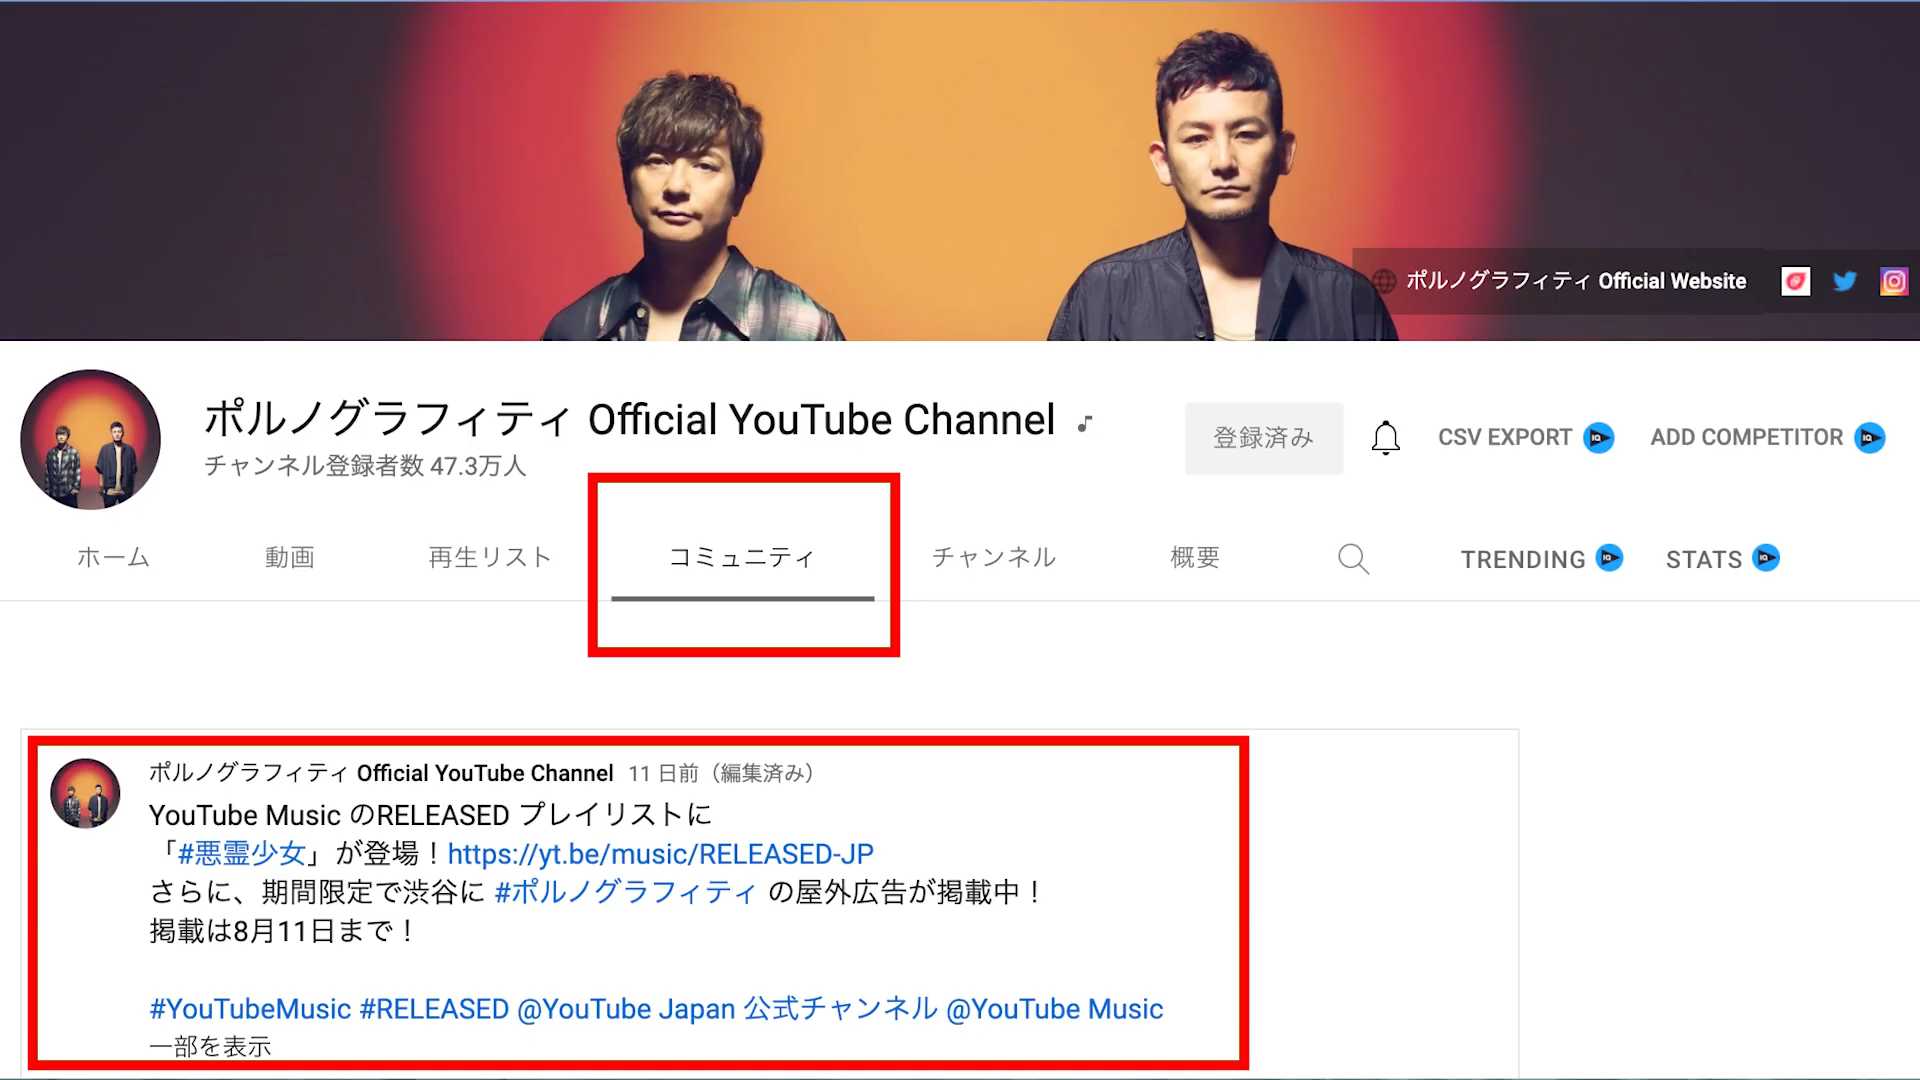 ポルノグラフィティ Official Website
ポルノグラフィティ Official YouTube Channel
チャンネル登録者数 47.3万人
登録済み
CSV EXPORT
ADD COMPETITOR
ホーム
動画
再生リスト
コミュニティ
チャンネル
概要
TRENDING
STATS
ポルノグラフィティ Official YouTube Channel 11 日前（編集済み）
YouTube Music のRELEASED プレイリストに
「#悪霊少女」が登場！https://yt.be/music/RELEASED-JP
さらに、期間限定で渋谷に #ポルノグラフィティ の屋外広告が掲載中！
掲載は8月11日まで！
#YouTubeMusic #RELEASED @YouTube Japan 公式チャンネル @YouTube Music
一部を表示